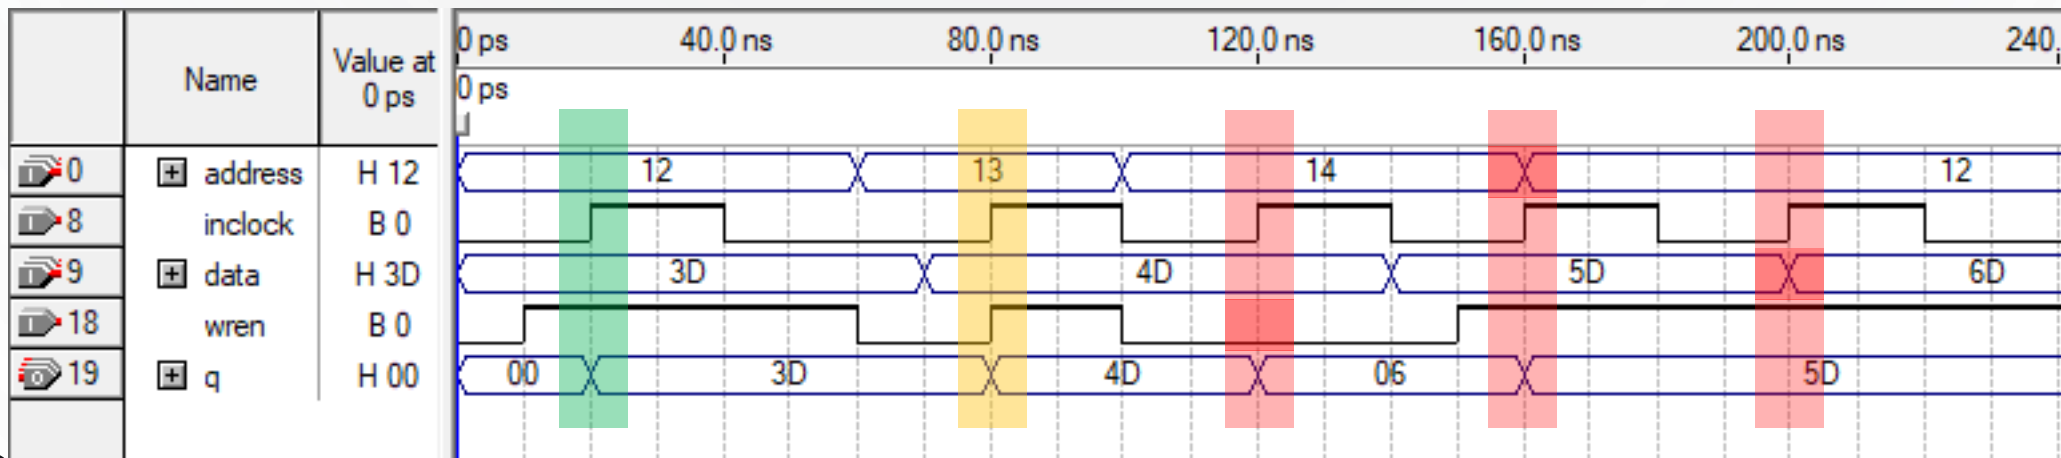 Name
Value at
0 ps
0 ps 40.0 ns 80.0 ns 120.0 ns 160.0 ns 200.0 ns 240.
0 ps
0 address H 12 12 13 14 12
8 inclock B 0
9 data H 3D 3D 4D 5D 6D
18 wren B 0
19 q H 00 00 3D 4D 06 5D